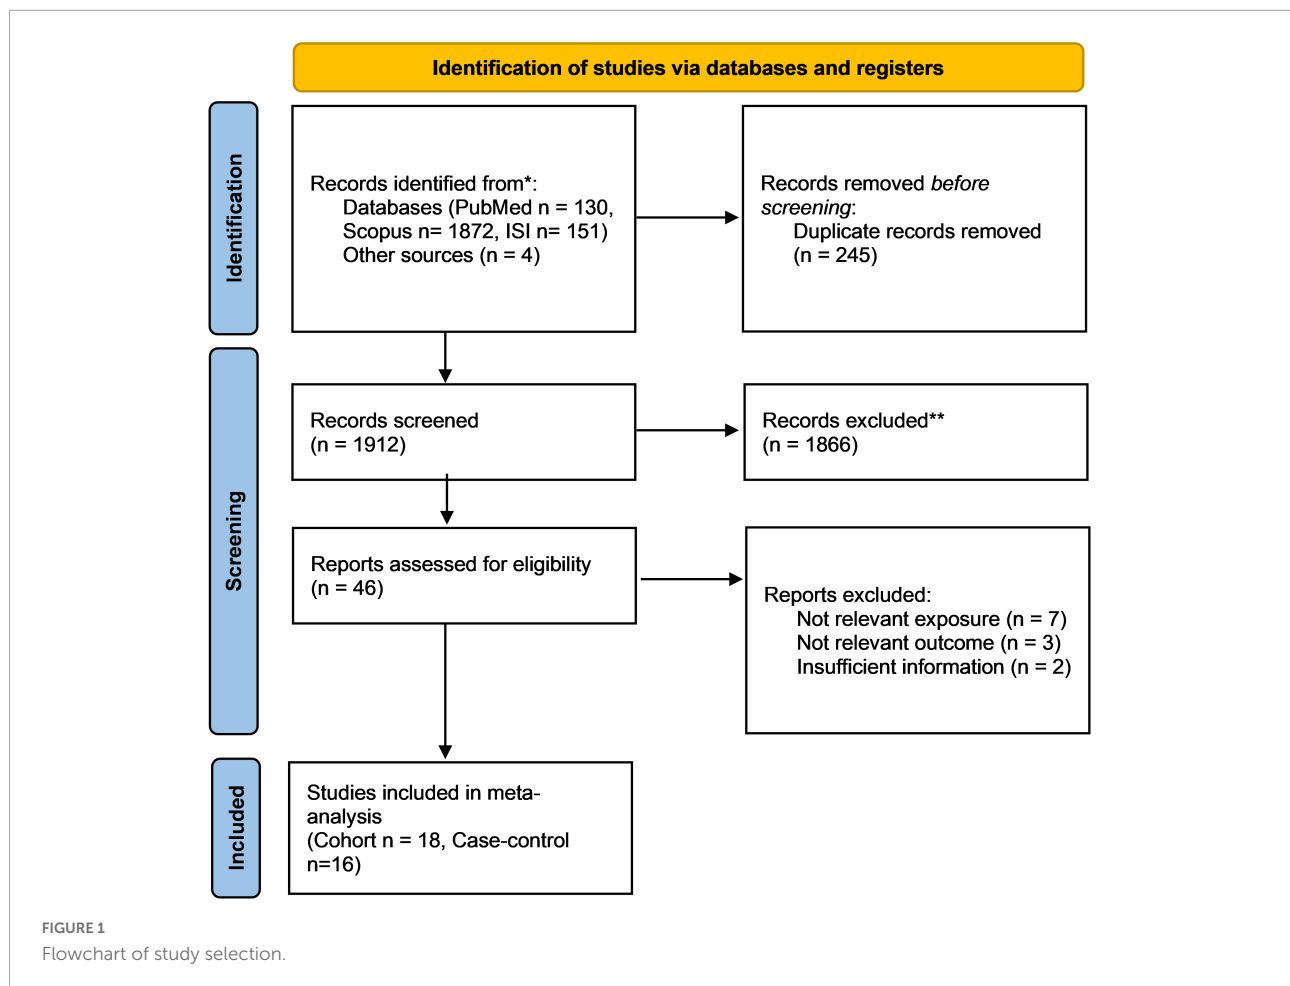 Identification of studies via databases and registers
Identification
Records identified from*:
Databases (PubMed n = 130,
Scopus n= 1872, ISI n= 151)
Other sources (n = 4)
Records removed before
screening:
Duplicate records removed
(n = 245)
Screening
Records screened
(n = 1912)
Records excluded**
(n = 1866)
Reports assessed for eligibility
(n = 46)
Reports excluded:
Not relevant exposure (n = 7)
Not relevant outcome (n = 3)
Insufficient information (n = 2)
Included
Studies included in meta-
analysis
(Cohort n = 18, Case-control
n=16)
FIGURE 1
Flowchart of study selection.